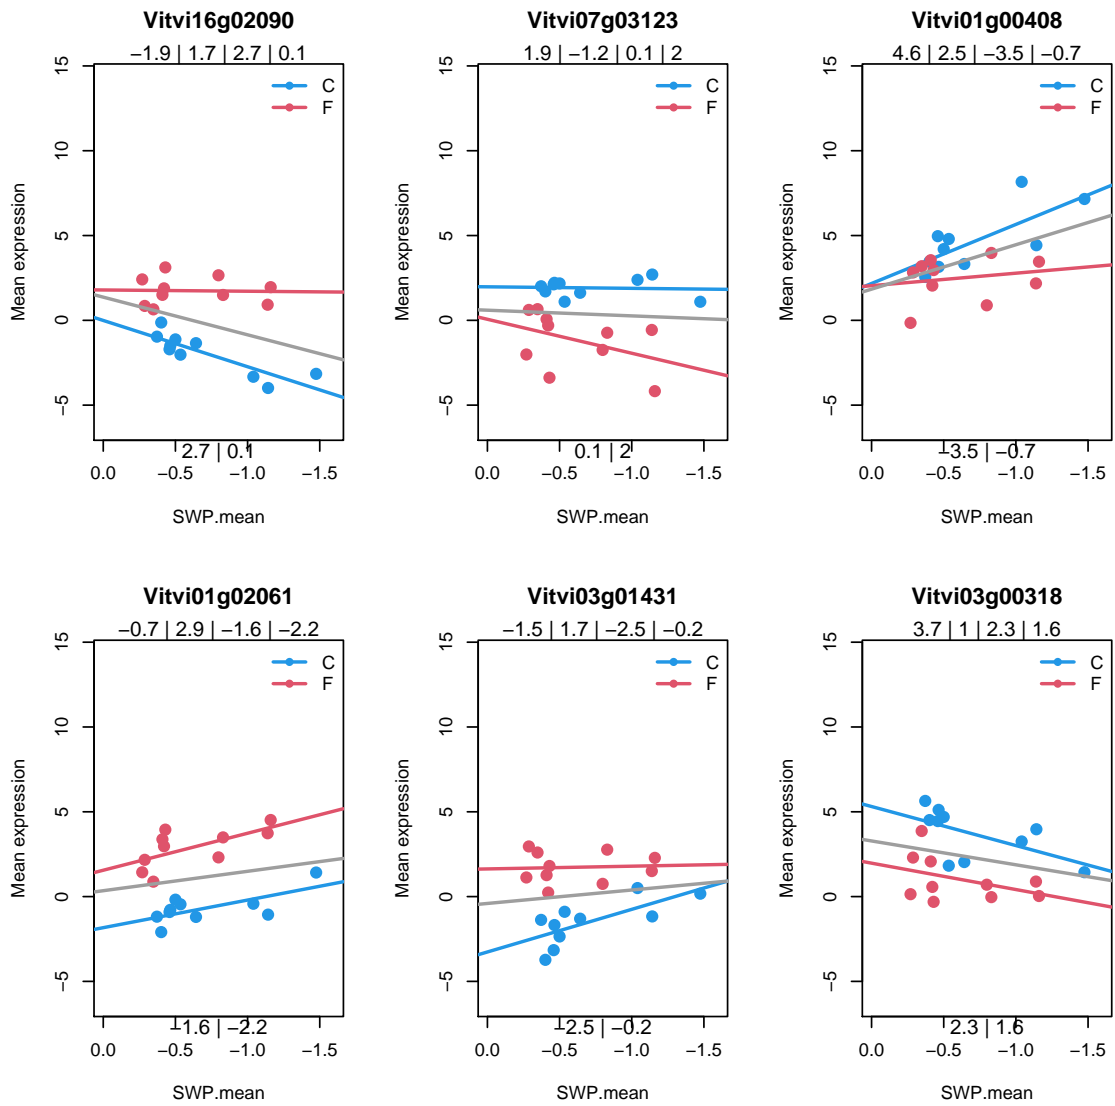 Vitvi16g02090
−1.9 | 1.7 | 2.7 | 0.1
C
F
Mean expression
15
10
5
0
−5
2.7 | 0.1
0.0 −0.5 −1.0 −1.5
SWP.mean
Vitvi07g03123
1.9 | −1.2 | 0.1 | 2
C
F
Mean expression
15
10
5
0
−5
0.1 | 2
0.0 −0.5 −1.0 −1.5
SWP.mean
Vitvi01g00408
4.6 | 2.5 | −3.5 | −0.7
C
F
Mean expression
15
10
5
0
−5
−3.5 | −0.7
0.0 −0.5 −1.0 −1.5
SWP.mean
Vitvi01g02061
−0.7 | 2.9 | −1.6 | −2.2
C
F
Mean expression
15
10
5
0
−5
−1.6 | −2.2
0.0 −0.5 −1.0 −1.5
SWP.mean
Vitvi03g01431
−1.5 | 1.7 | −2.5 | −0.2
C
F
Mean expression
15
10
5
0
−5
−2.5 | −0.2
0.0 −0.5 −1.0 −1.5
SWP.mean
Vitvi03g00318
3.7 | 1 | 2.3 | 1.6
C
F
Mean expression
15
10
5
0
−5
2.3 | 1.6
0.0 −0.5 −1.0 −1.5
SWP.mean